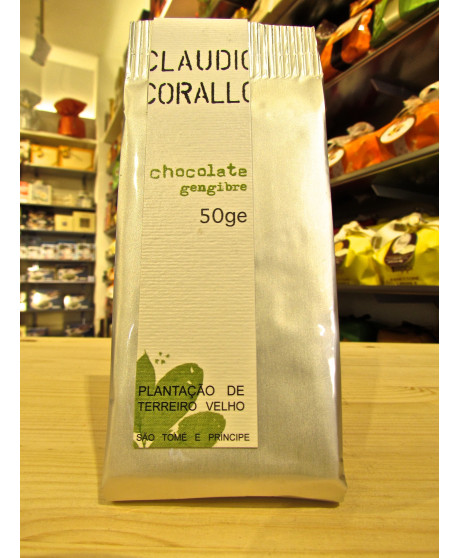 CLAUDIO
CORALLO
chocolate
gengibre
50ge
PLANTAÇÃO DE
TERREIRO VELHO
SÃO TOMÉ E PRINCIPE